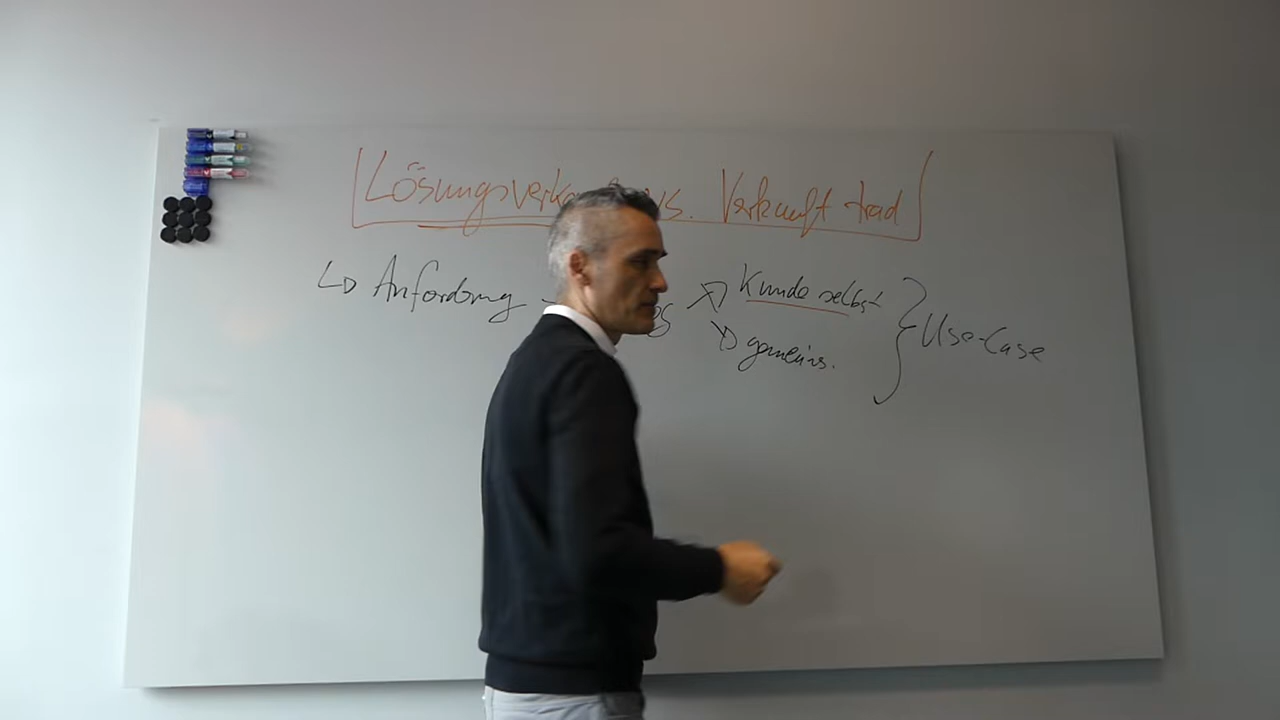 Lösungsverk vs. Verkauft trad
↳ Anfordrung -
Kunde selbst
gemeins.
Use-Case